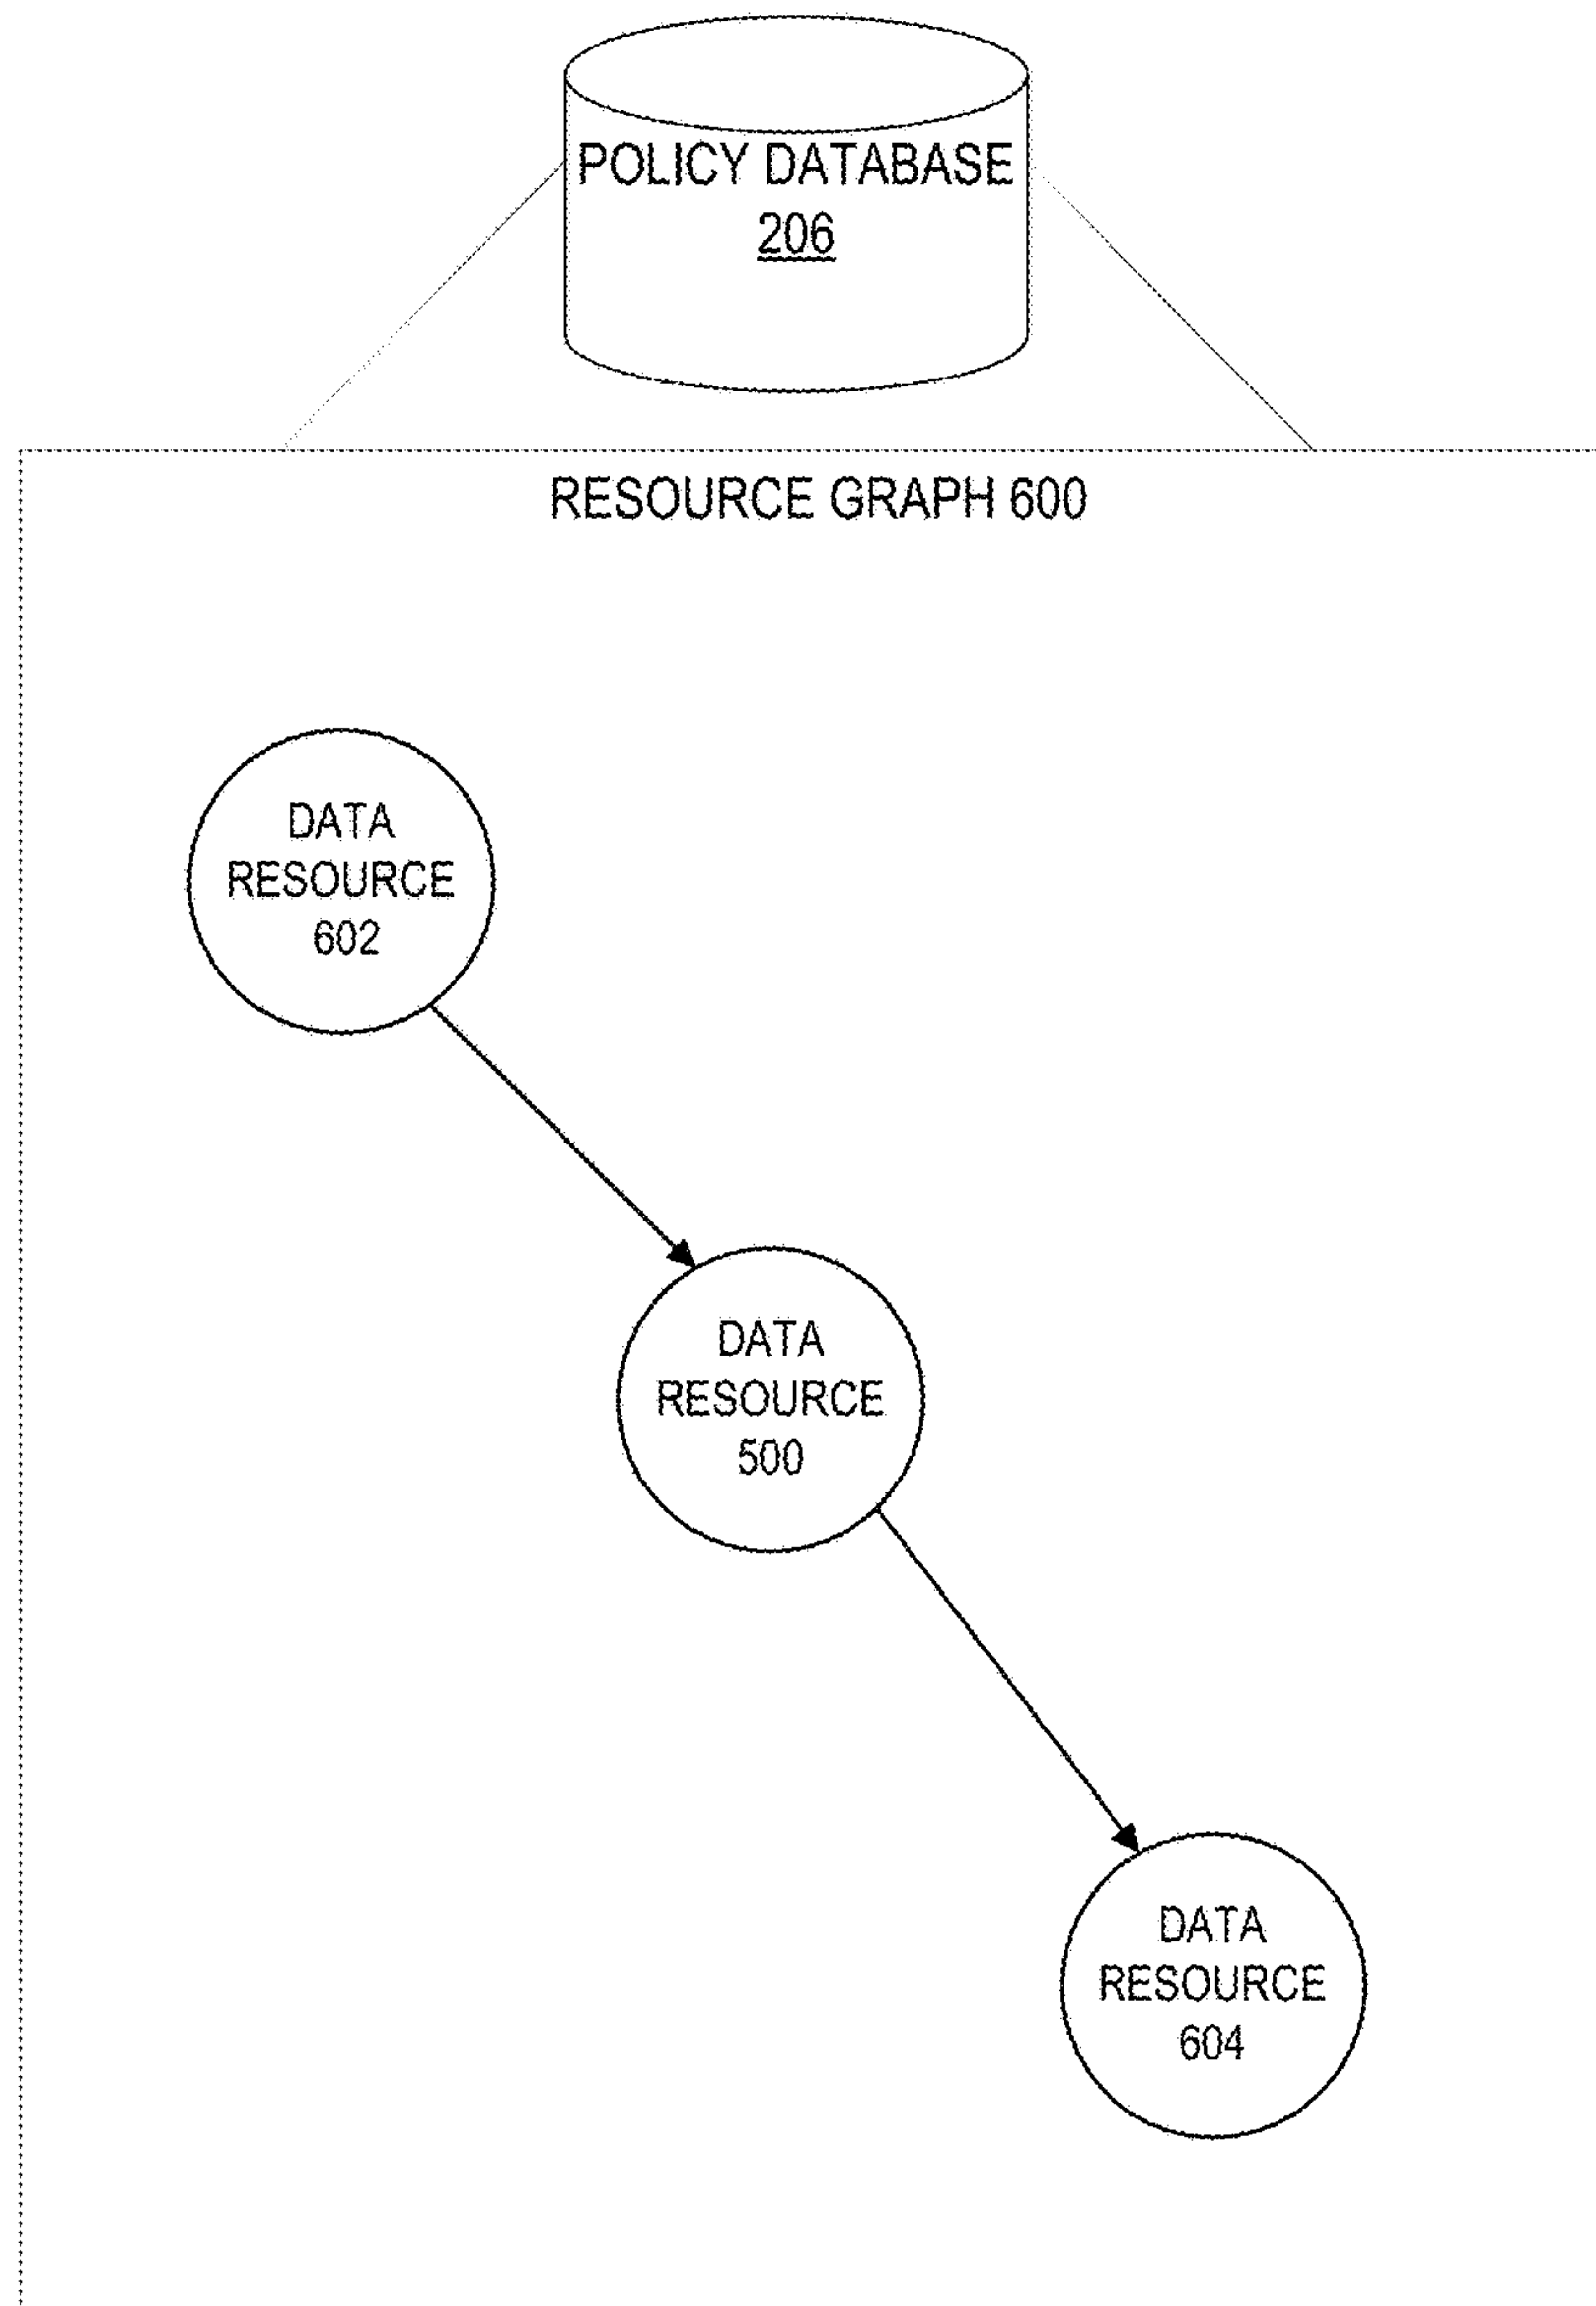 POLICY DATABASE
206
RESOURCE GRAPH 600
DATA
RESOURCE
602
DATA
RESOURCE
500
DATA
RESOURCE
604